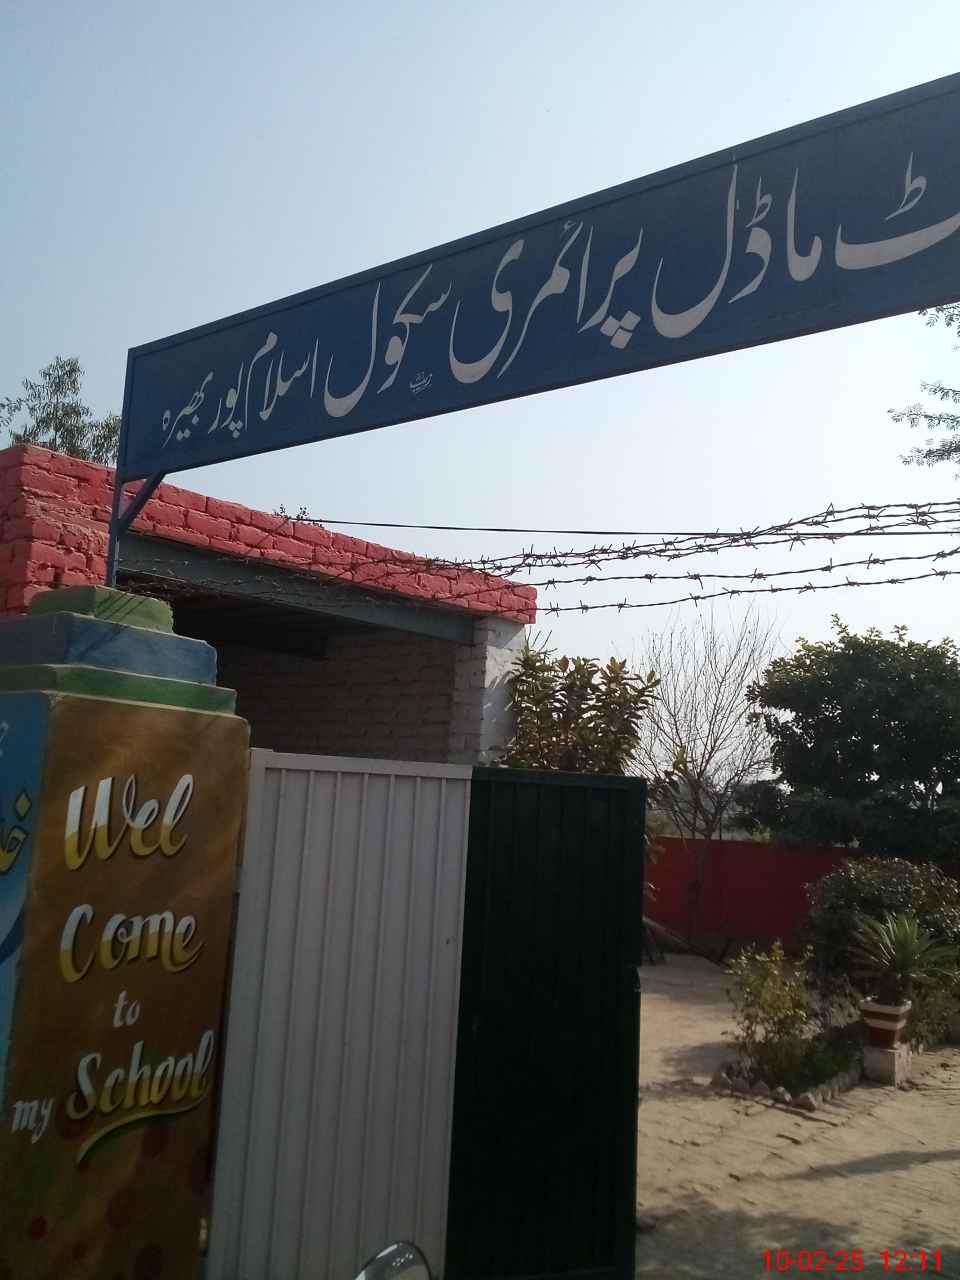 ٹ ماڈل پرائمری سکول اسلام پور بھیرہ
Wel
Come
to
my School
10-02-25 12:11